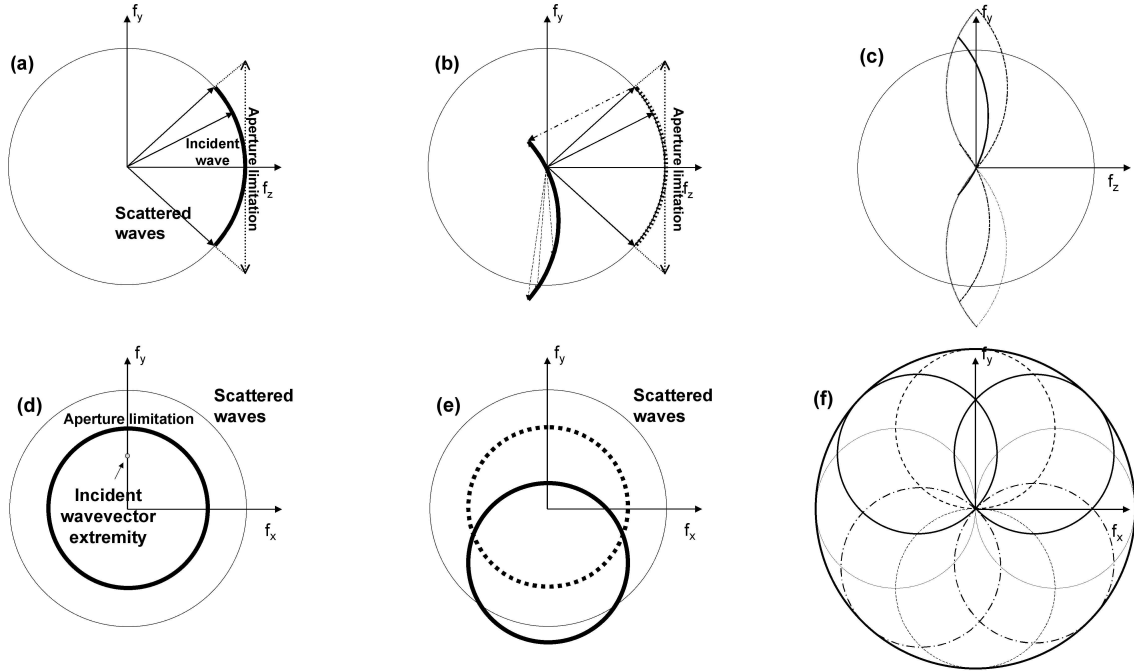 (a)
f_y
Incident
wave
Aperture limitation
f_z
Scattered
waves
(b)
f_y
Aperture limitation
f_z
(c)
f_y
f_z
(d)
f_y
Scattered
waves
Aperture limitation
Incident
wavevector
extremity
f_x
(e)
f_y
Scattered
waves
f_x
(f)
f_y
f_x